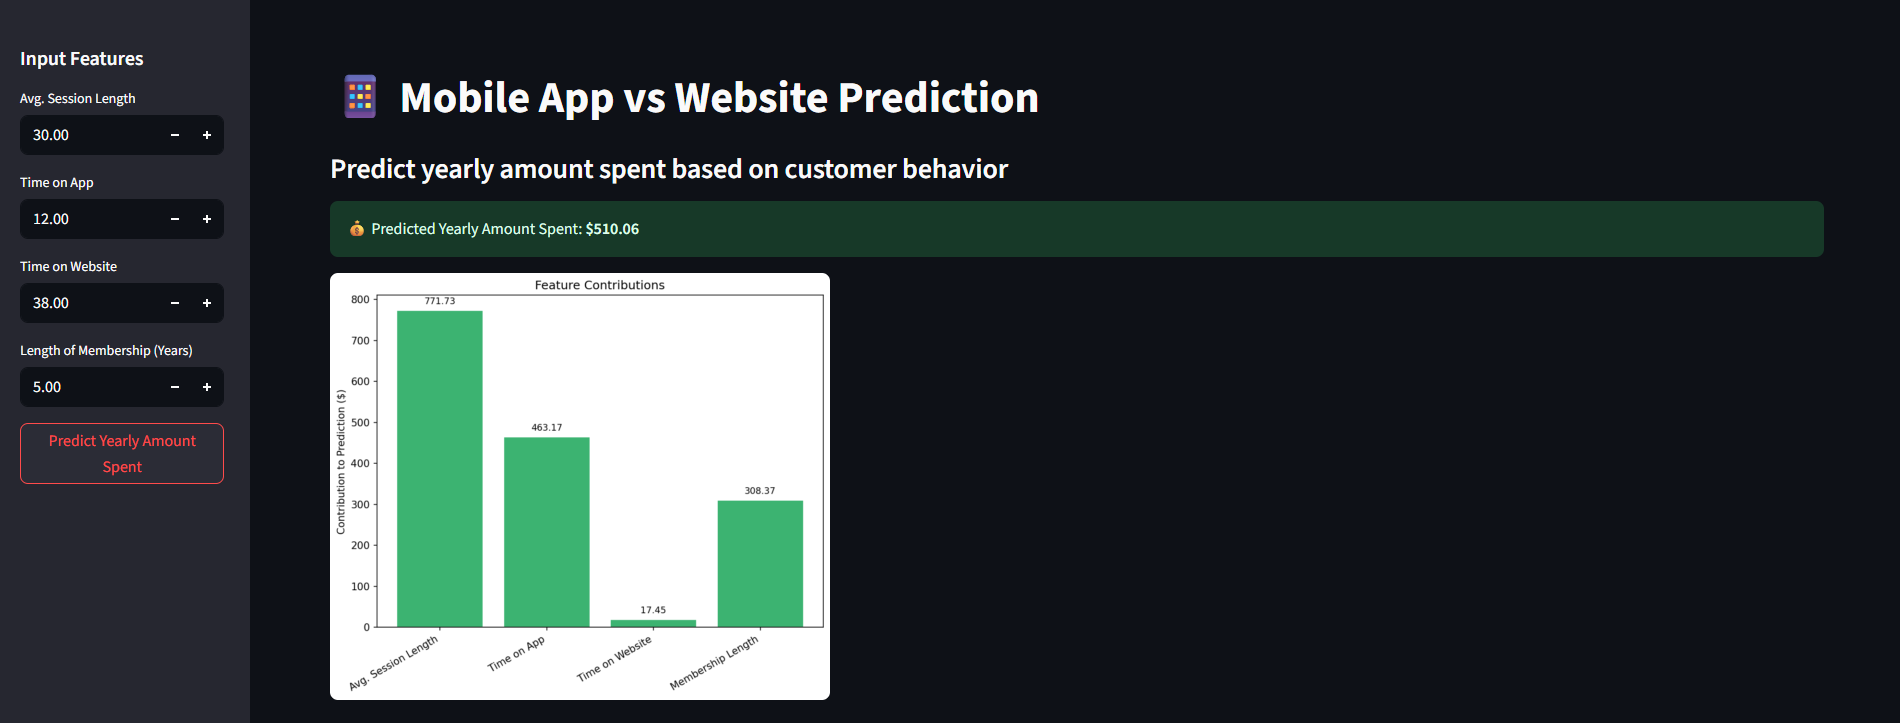 Input Features
Avg. Session Length
30.00
Time on App
12.00
Time on Website
38.00
Length of Membership (Years)
5.00
Predict Yearly Amount
Spent
Mobile App vs Website Prediction
Predict yearly amount spent based on customer behavior
Predicted Yearly Amount Spent: $510.06
Feature Contributions
Contribution to Prediction ($)
800
700
600
500
400
300
200
100
0
771.73
463.17
17.45
308.37
Avg. Session Length
Time on App
Time on Website
Membership Length